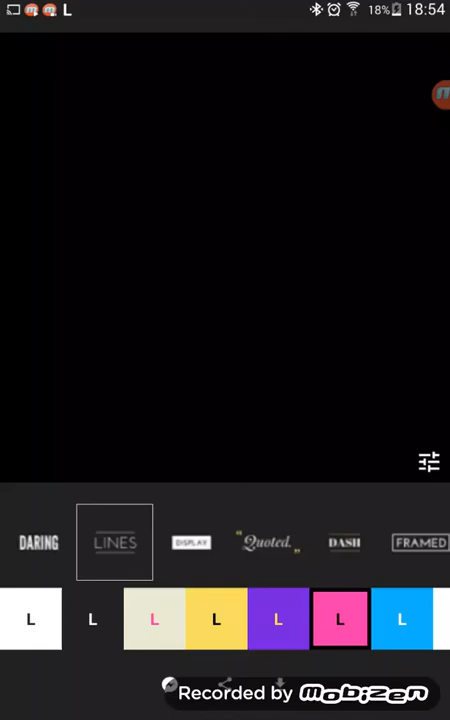 L 18% 18:54
DARING LINES DISPLAY "Quoted.„ DASH FRAMED
L L L L L L L
Recorded by mobizen